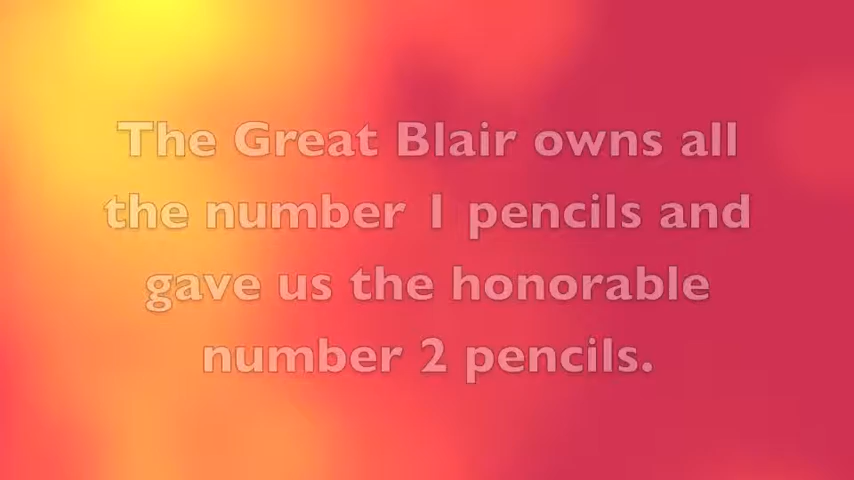 The Great Blair owns all
the number 1 pencils and
gave us the honorable
number 2 pencils.